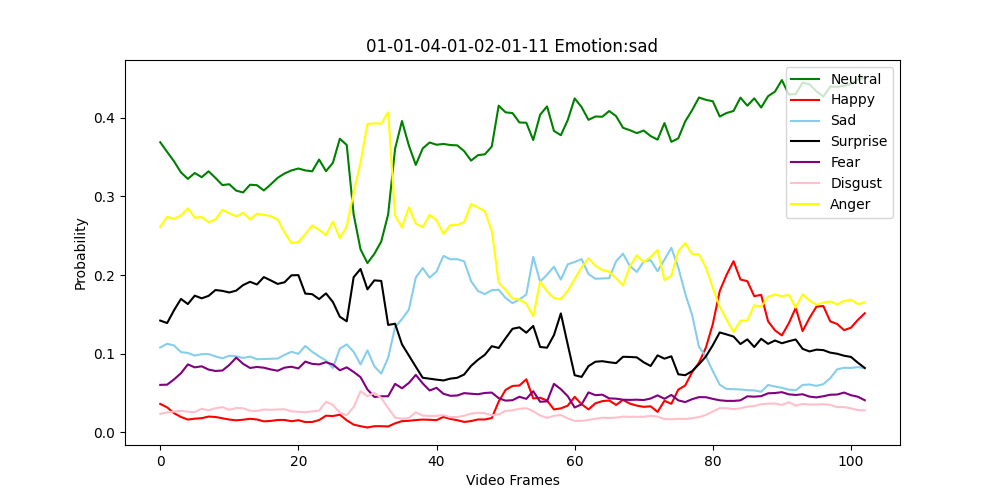 01-01-04-01-02-01-11 Emotion:sad
Probability
0.4
0.3
0.2
0.1
0.0
0 20 40 60 80 100
Video Frames
Neutral
Happy
Sad
Surprise
Fear
Disgust
Anger